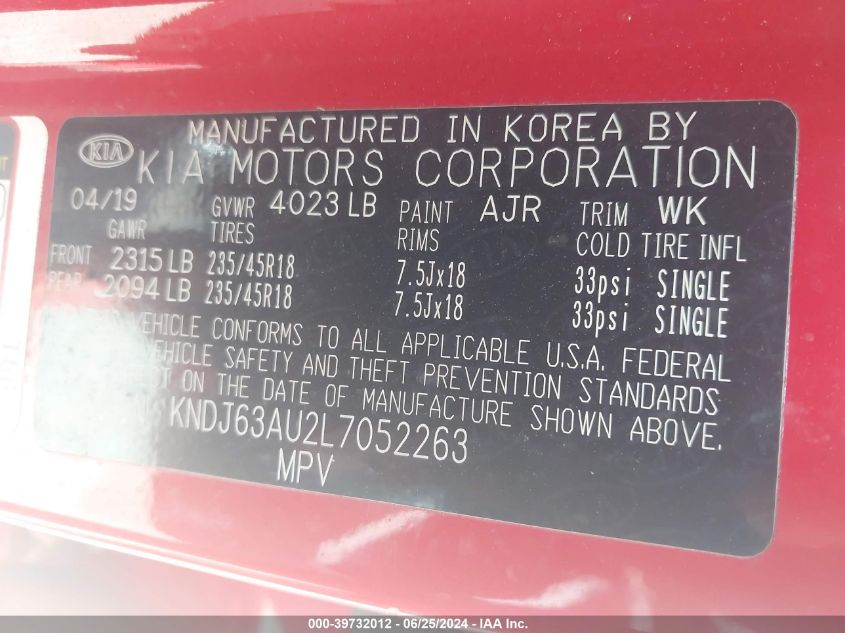 MANUFACTURED IN KOREA BY
KIA KIA MOTORS CORPORATION
04/19 GVWR 4023 LB PAINT AJR TRIM WK
GAWR TIRES RIMS COLD TIRE INFL
FRONT 2315 LB 235/45R18 7.5Jx18 33psi SINGLE
REAR 2094 LB 235/45R18 7.5Jx18 33psi SINGLE
VEHICLE CONFORMS TO ALL APPLICABLE U.S.A. FEDERAL
VEHICLE SAFETY AND THEFT PREVENTION STANDARDS
ON THE DATE OF MANUFACTURE SHOWN ABOVE.
KNDJ63AU2L7052263
MPV
000-39732012 - 06/25/2024 - IAA Inc.